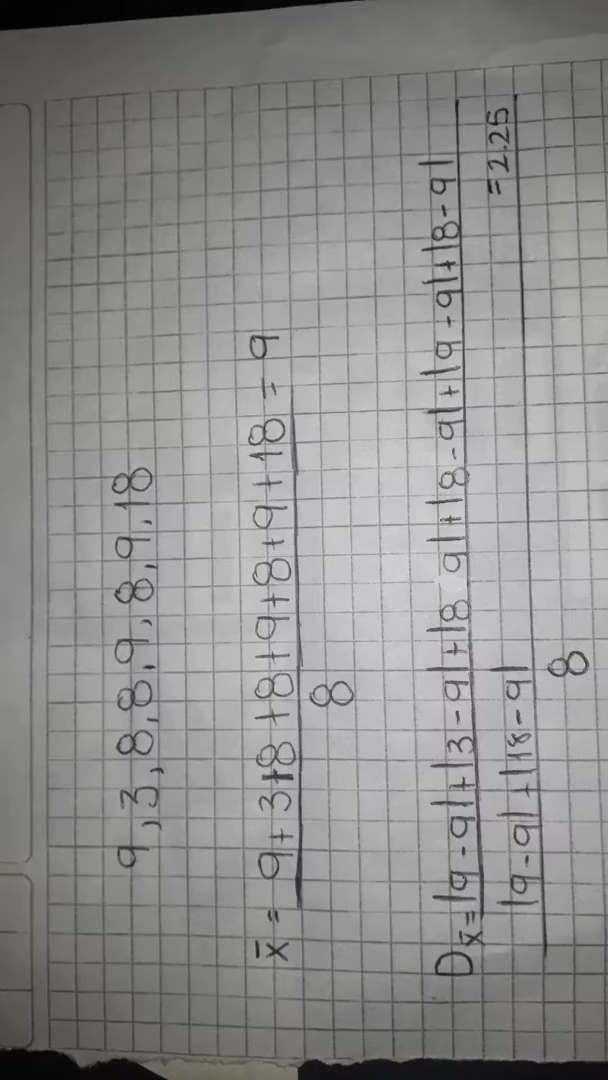 9,3,8,8,9,8,9,18
x̄ = 9+3+8+8+9+8+9+18 = 9
8
Dx̄=|9-9|+|3-9|+|8 9|+|8-9|+|9-9|+|8-9|
|9-9|+|18-9| =2.25
8